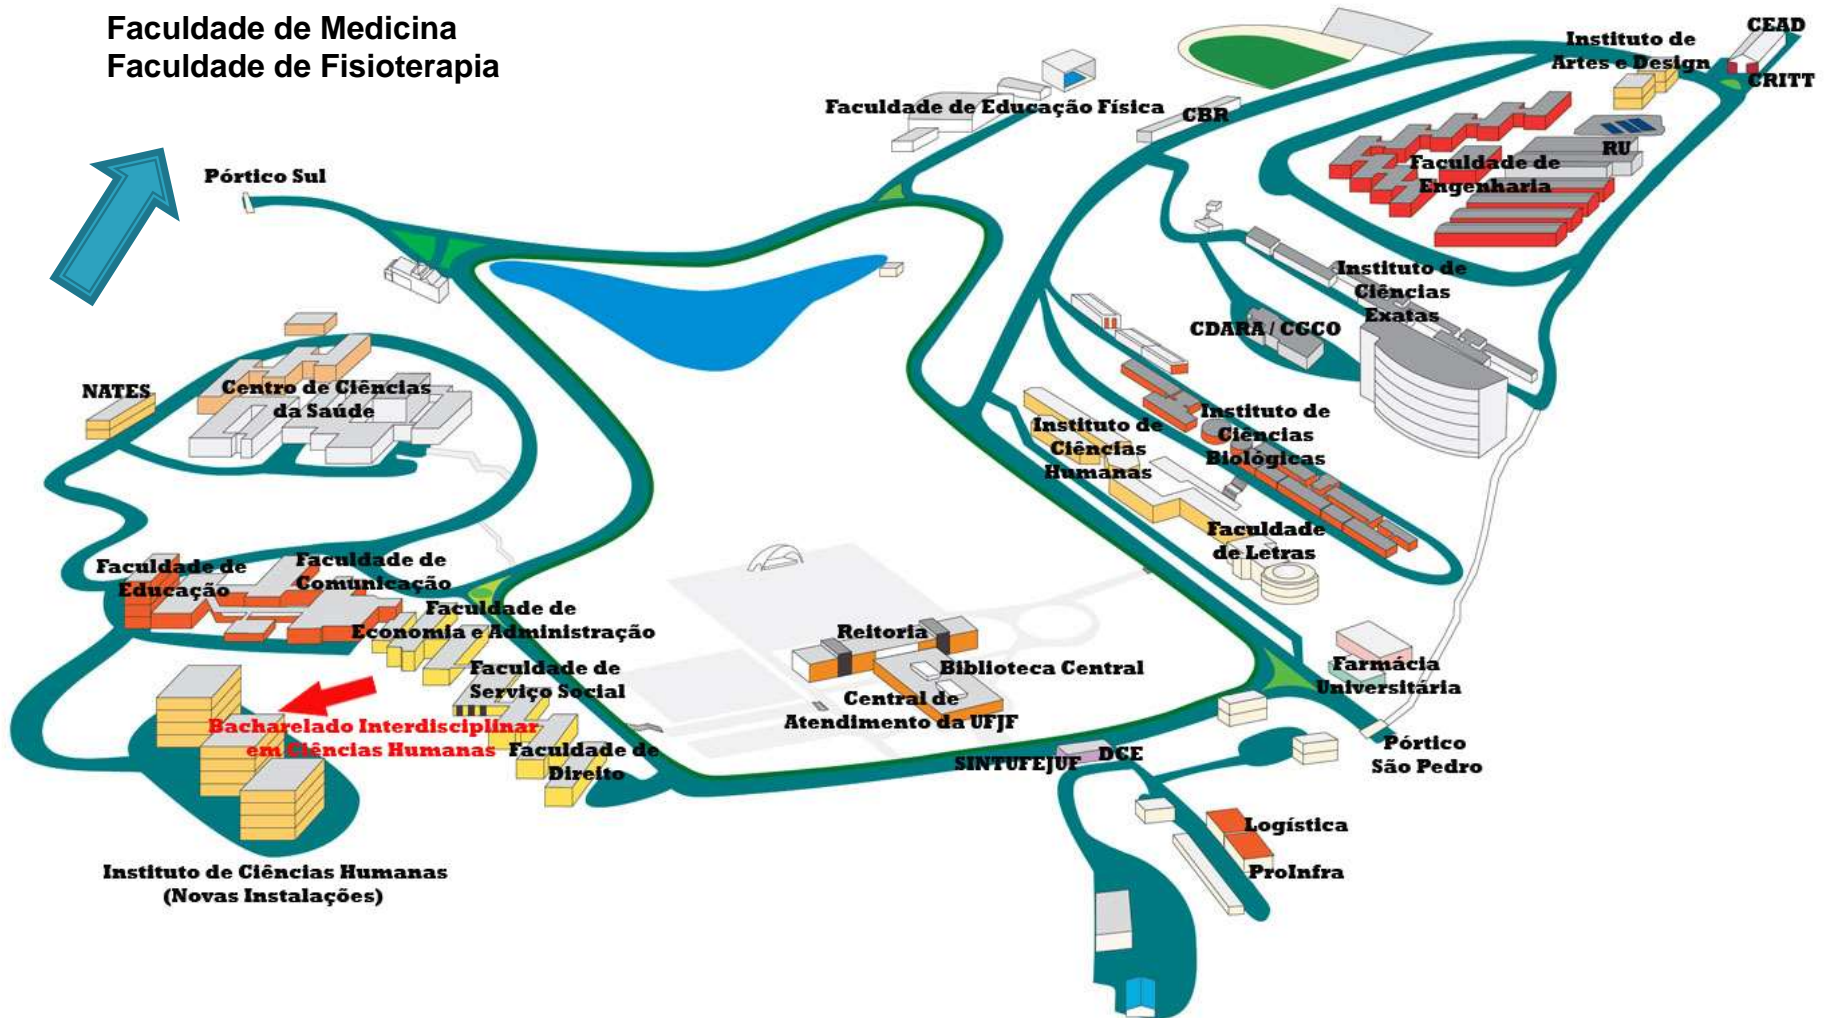 Faculdade de Medicina
Faculdade de Fisioterapia
CEAD
Instituto de
Artes e Design
CRITT
Faculdade de Educação Física
CBR
RU
Faculdade de
Engenharia
Pórtico Sul
Instituto de
Ciências
Exatas
CDARA / CGCO
NATES
Centro de Ciências
da Saúde
Instituto de
Ciências
Humanas
Instituto de
Ciências
Biológicas
Faculdade
de Letras
Faculdade de
Educação
Faculdade de
Comunicação
Faculdade de
Economia e Administração
Reitoria
Biblioteca Central
Central de
Atendimento da UFJF
Farmácia
Universitária
Faculdade de
Serviço Social
Bacharelado Interdisciplinar
em Ciências Humanas
Faculdade de
Direito
SINTUFEJUF
DCE
Pórtico
São Pedro
Logística
ProInfra
Instituto de Ciências Humanas
(Novas Instalações)